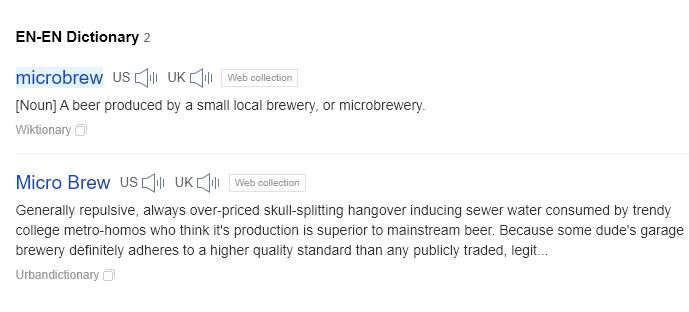 EN-EN Dictionary 2
microbrew US UK Web collection
[Noun] A beer produced by a small local brewery, or microbrewery.
Wiktionary
Micro Brew US UK Web collection
Generally repulsive, always over-priced skull-splitting hangover inducing sewer water consumed by trendy
college metro-homos who think it's production is superior to mainstream beer. Because some dude's garage
brewery definitely adheres to a higher quality standard than any publicly traded, legit...
Urbandictionary